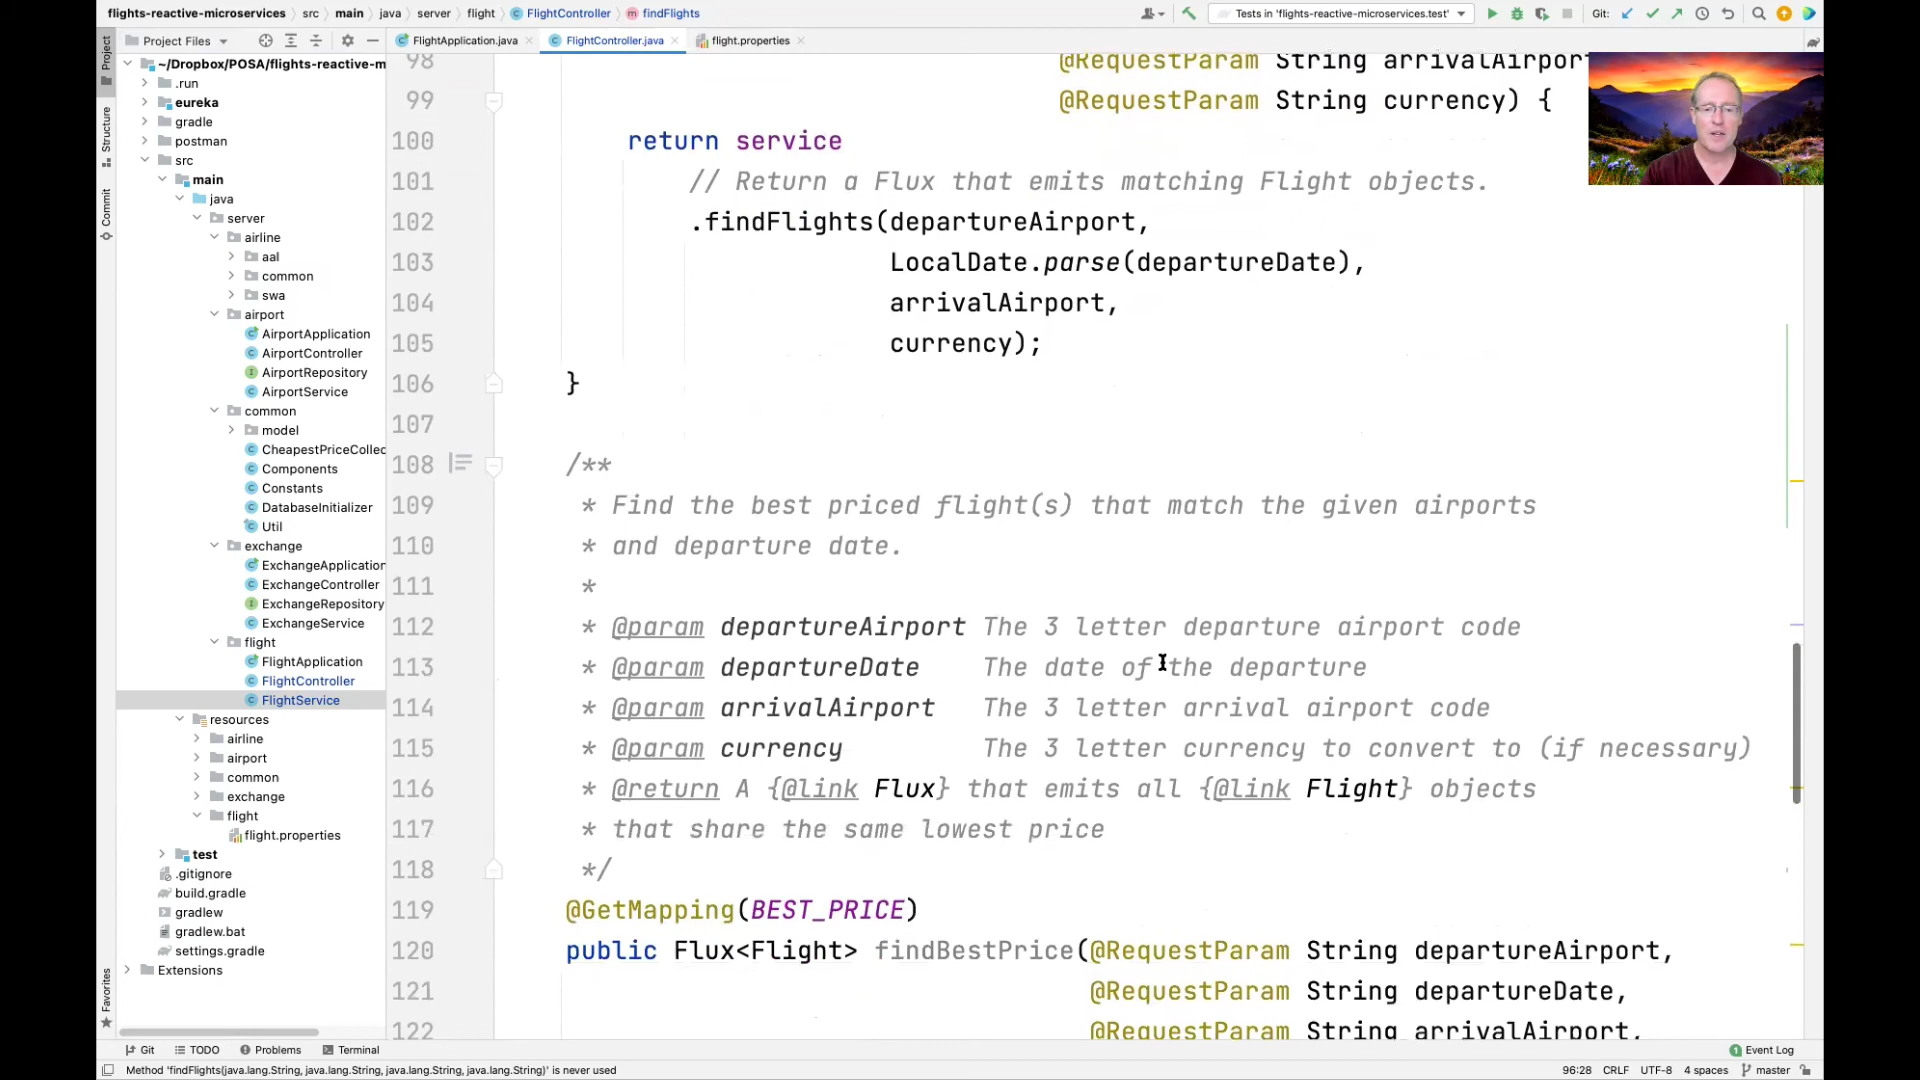 flights-reactive-microservices src main java server flight FlightController findFlights
Tests in 'flights-reactive-microservices.test'
Git:
Project Files
FlightApplication.java
FlightController.java
flight.properties
Project
Structure
Commit
Favorites
~/Dropbox/POSA/flights-reactive-m
.run
eureka
gradle
postman
src
main
java
server
airline
aal
common
swa
airport
AirportApplication
AirportController
AirportRepository
AirportService
common
model
CheapestPriceCollec
Components
Constants
DatabaseInitializer
Util
exchange
ExchangeApplication
ExchangeController
ExchangeRepository
ExchangeService
flight
FlightApplication
FlightController
FlightService
resources
airline
airport
common
exchange
flight
flight.properties
test
.gitignore
build.gradle
gradlew
gradlew.bat
settings.gradle
Extensions
98 @RequestParam String arrivalAirport
99 @RequestParam String currency) {
100 return service
101 // Return a Flux that emits matching Flight objects.
102 .findFlights(departureAirport,
103 LocalDate.parse(departureDate),
104 arrivalAirport,
105 currency);
106 }
107
108 /**
109 * Find the best priced flight(s) that match the given airports
110 * and departure date.
111 *
112 * @param departureAirport The 3 letter departure airport code
113 * @param departureDate The date of the departure
114 * @param arrivalAirport The 3 letter arrival airport code
115 * @param currency The 3 letter currency to convert to (if necessary)
116 * @return A {@link Flux} that emits all {@link Flight} objects
117 * that share the same lowest price
118 */
119 @GetMapping(BEST_PRICE)
120 public Flux<Flight> findBestPrice(@RequestParam String departureAirport,
121 @RequestParam String departureDate,
122 @RequestParam String arrivalAirport,
Git TODO Problems Terminal
1 Event Log
Method 'findFlights(java.lang.String, java.lang.String, java.lang.String, java.lang.String)' is never used
96:28 CRLF UTF-8 4 spaces master